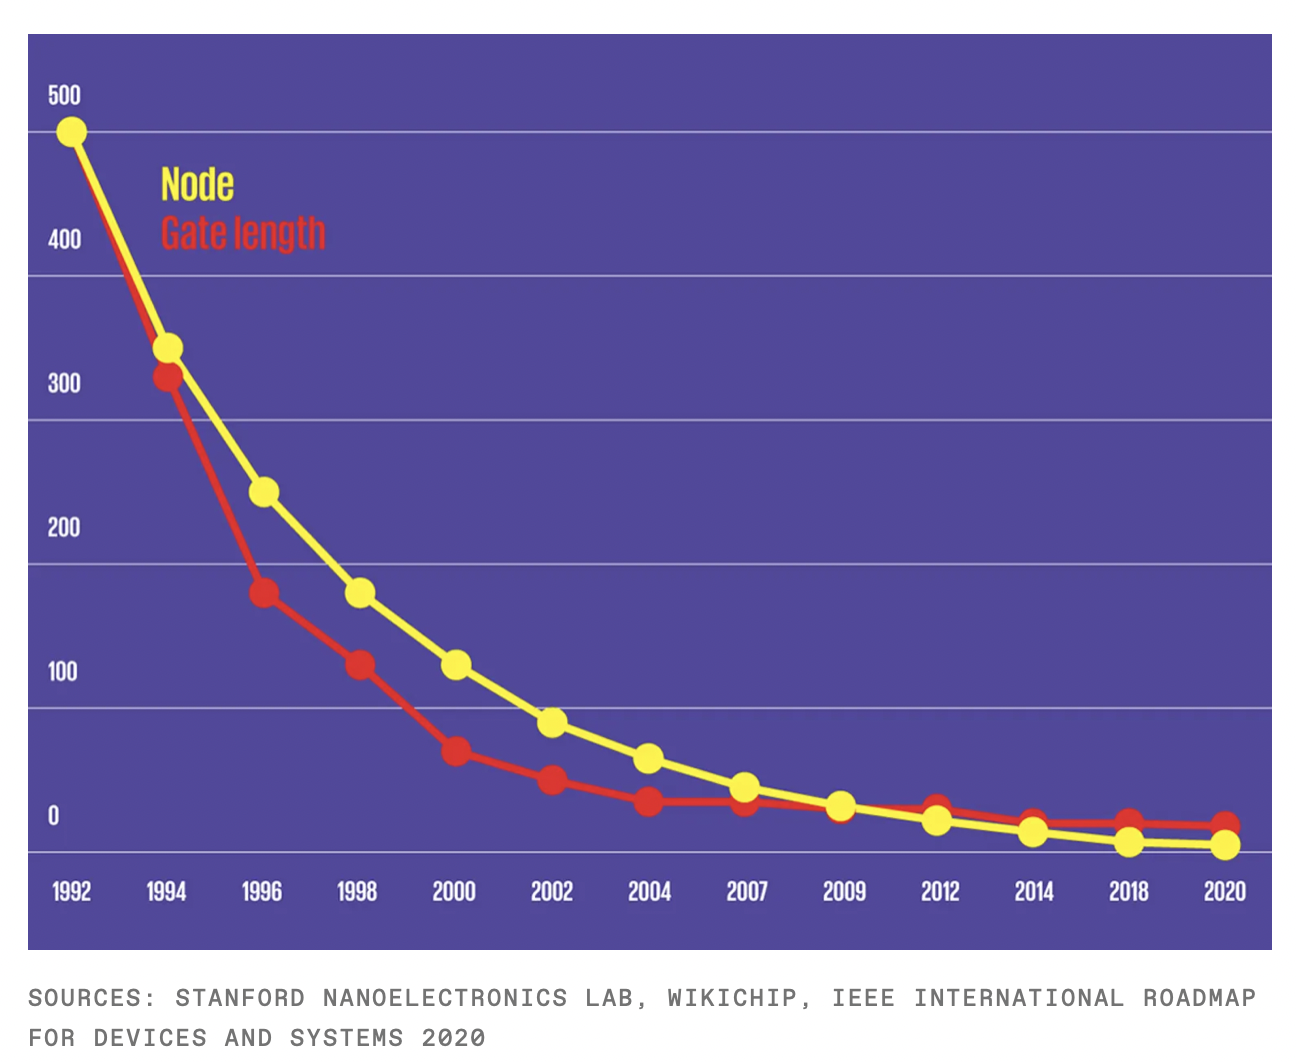 500
Node
Gate length
400
300
200
100
0
1992 1994 1996 1998 2000 2002 2004 2007 2009 2012 2014 2018 2020
SOURCES: STANFORD NANOELECTRONICS LAB, WIKICHIP, IEEE INTERNATIONAL ROADMAP
FOR DEVICES AND SYSTEMS 2020